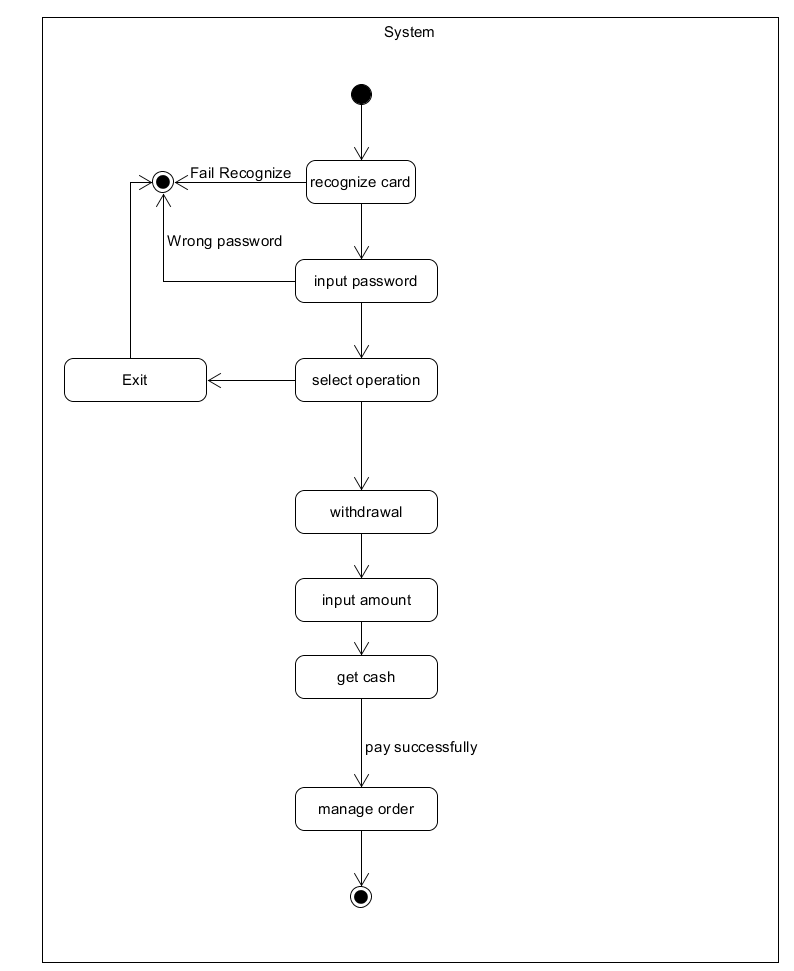 System
Fail Recognize
recognize card
Wrong password
input password
Exit
select operation
withdrawal
input amount
get cash
pay successfully
manage order